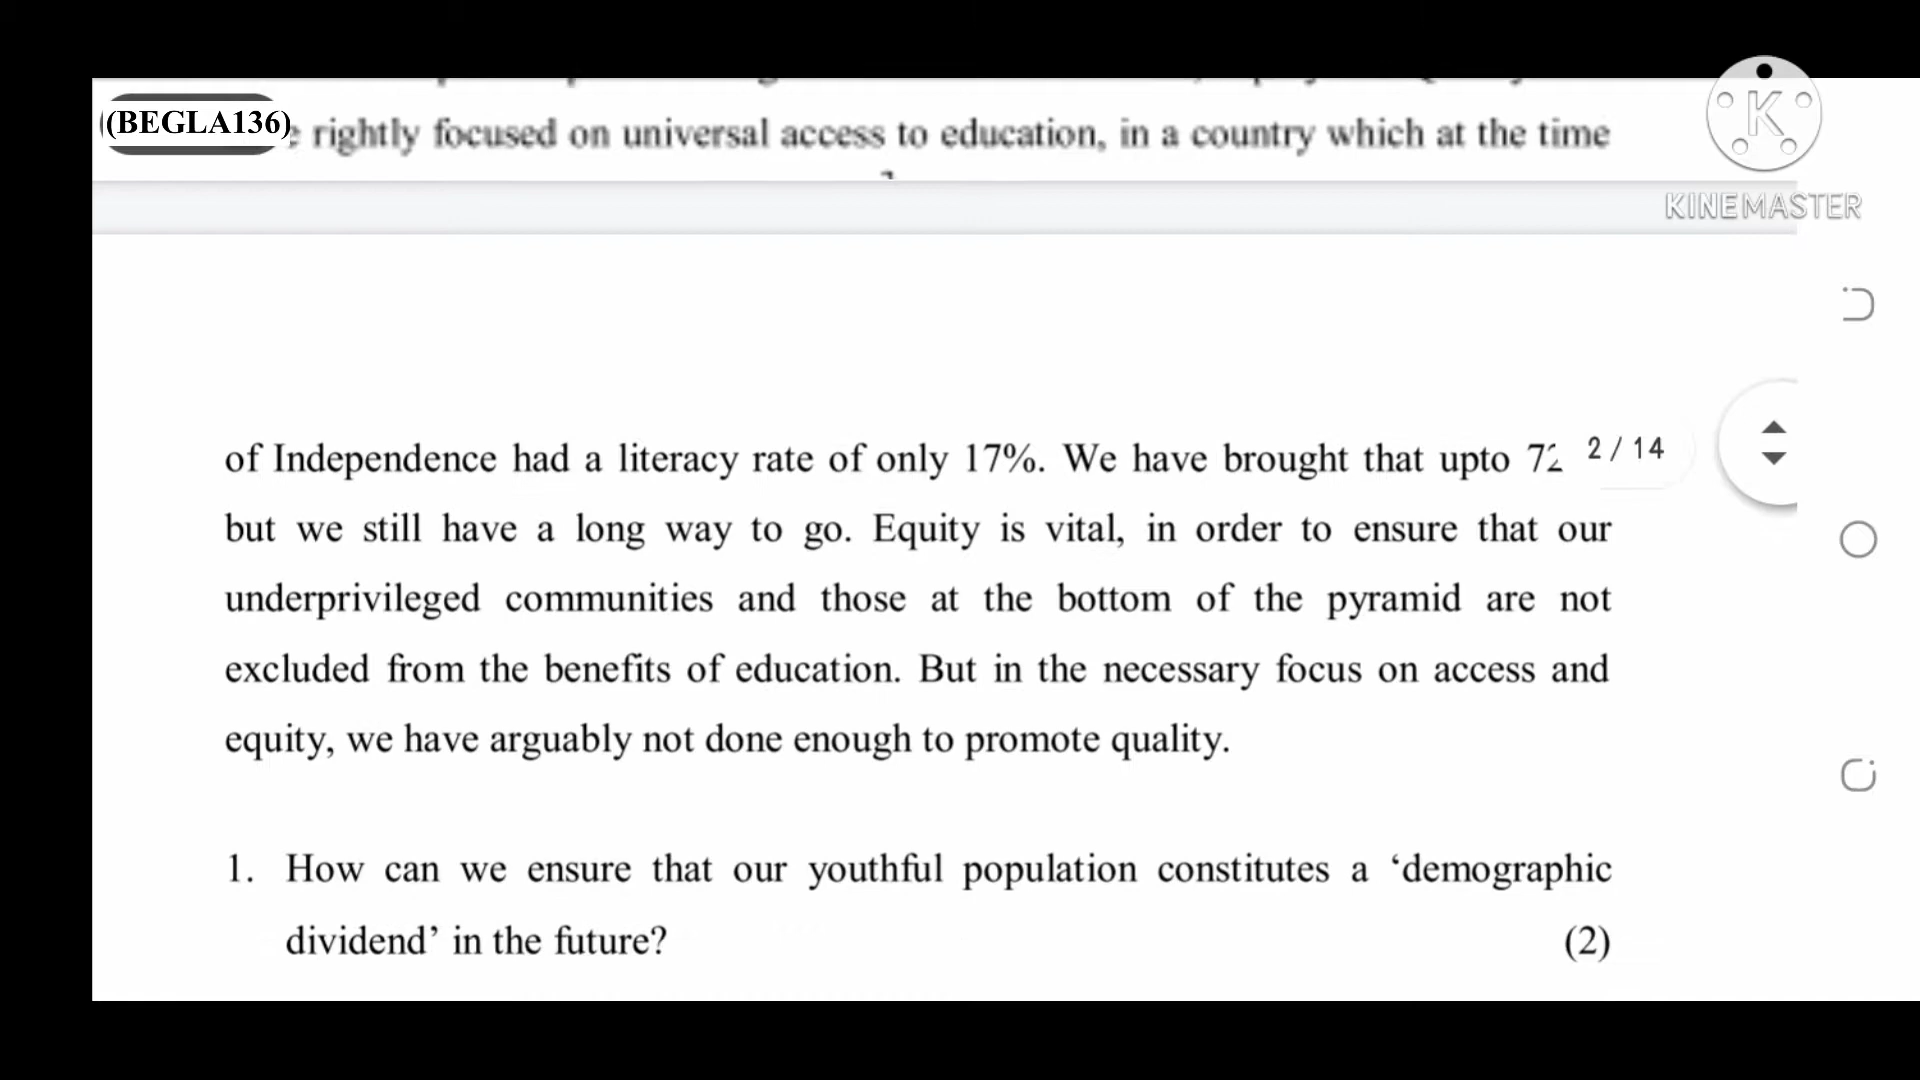 (BEGLA136)
rightly focused on universal access to education, in a country which at the time
KINEMASTER
of Independence had a literacy rate of only 17%. We have brought that upto
2 / 14
but we still have a long way to go. Equity is vital, in order to ensure that our
underprivileged communities and those at the bottom of the pyramid are not
excluded from the benefits of education. But in the necessary focus on access and
equity, we have arguably not done enough to promote quality.
1. How can we ensure that our youthful population constitutes a ‘demographic
dividend’ in the future? (2)